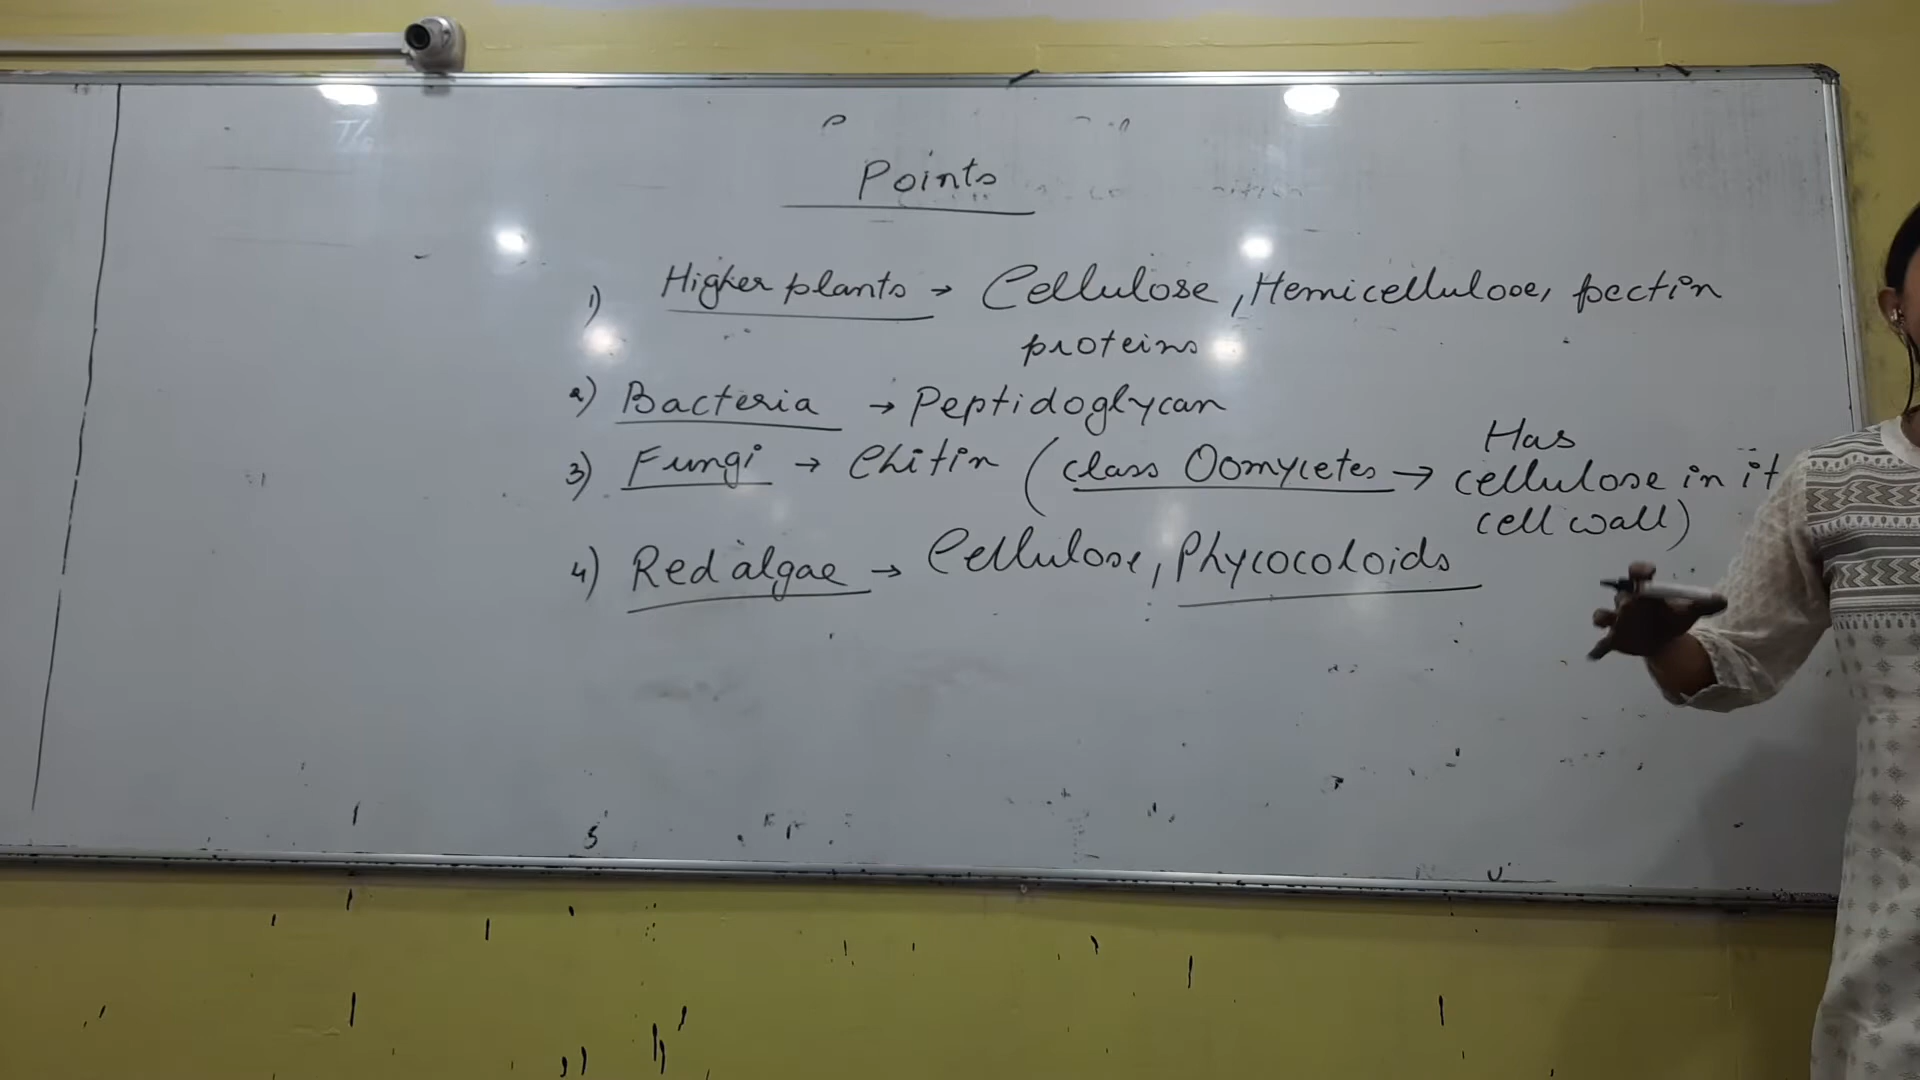 Points
1) Higher plants → Cellulose, Hemicellulose, pectin
proteins
2) Bacteria → Peptidoglycan
3) Fungi → Chitin (class Oomycetes → Has
cellulose in it
cell wall)
4) Red algae → Cellulose, Phycocoloids